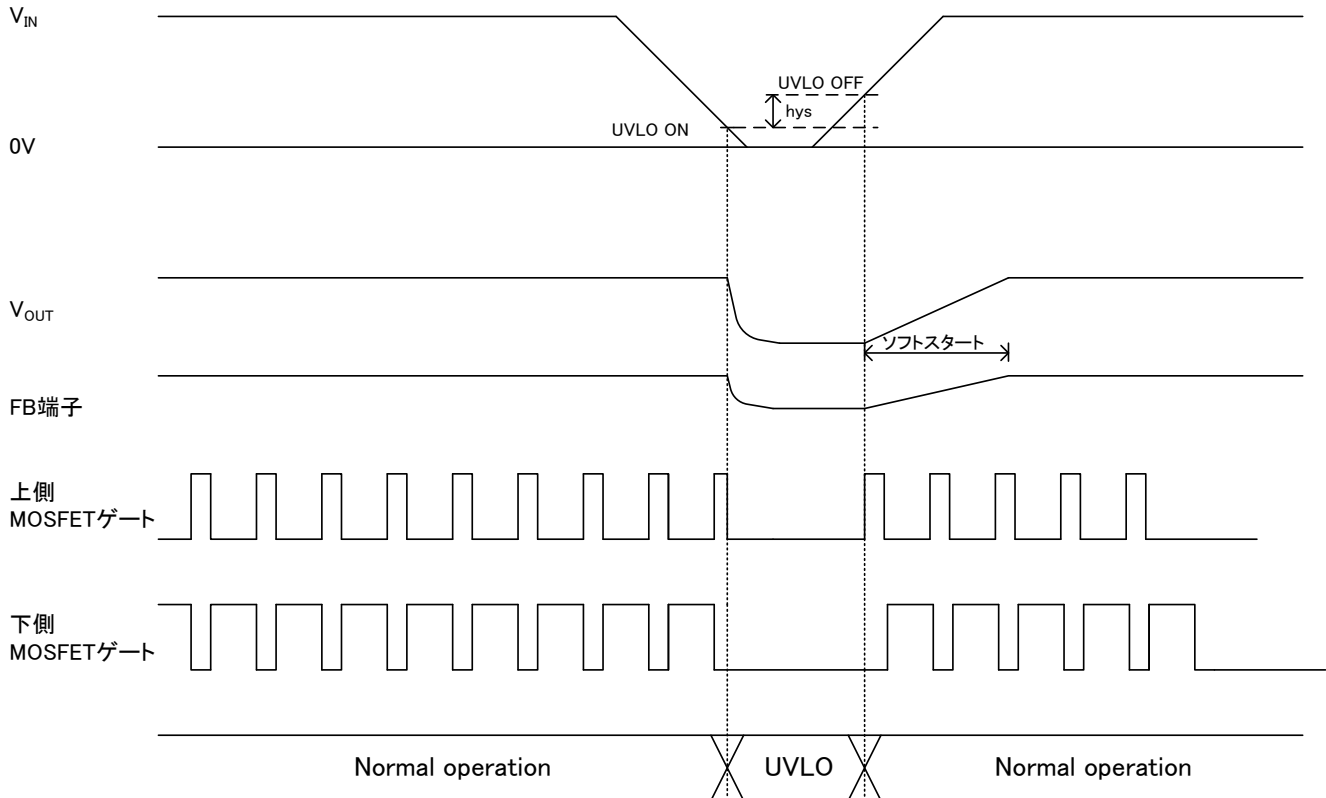 VIN
UVLO OFF
hys
UVLO ON
0V
VOUT
ソフトスタート
FB端子
上側
MOSFETゲート
下側
MOSFETゲート
Normal operation
UVLO
Normal operation